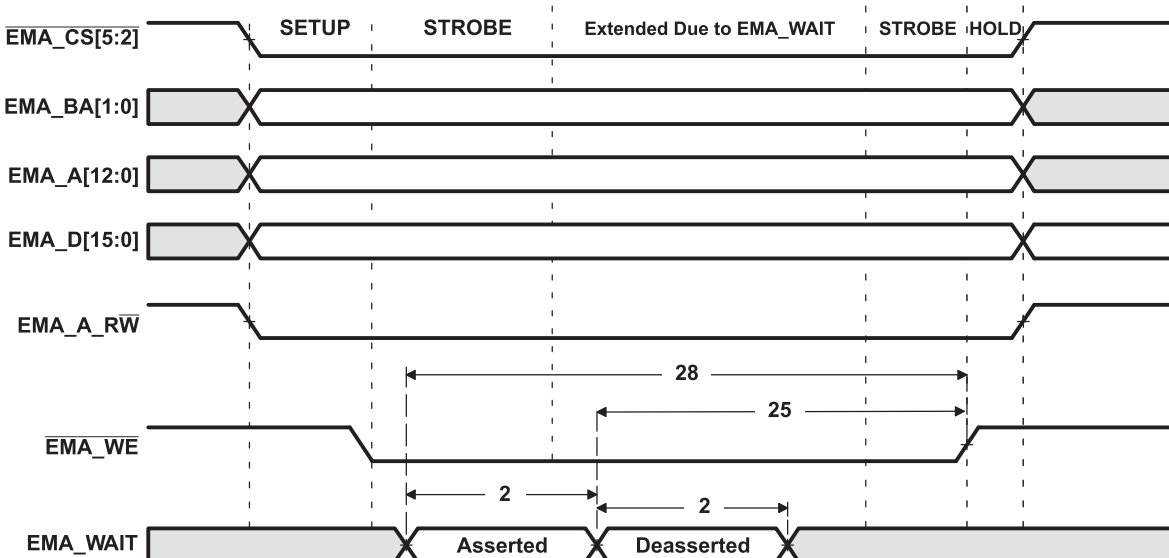 EMA_CS[5:2] SETUP STROBE Extended Due to EMA_WAIT STROBE HOLD
EMA_BA[1:0]
EMA_A[12:0]
EMA_D[15:0]
EMA_A_RW
28
25
EMA_WE
2
2
EMA_WAIT Asserted Deasserted